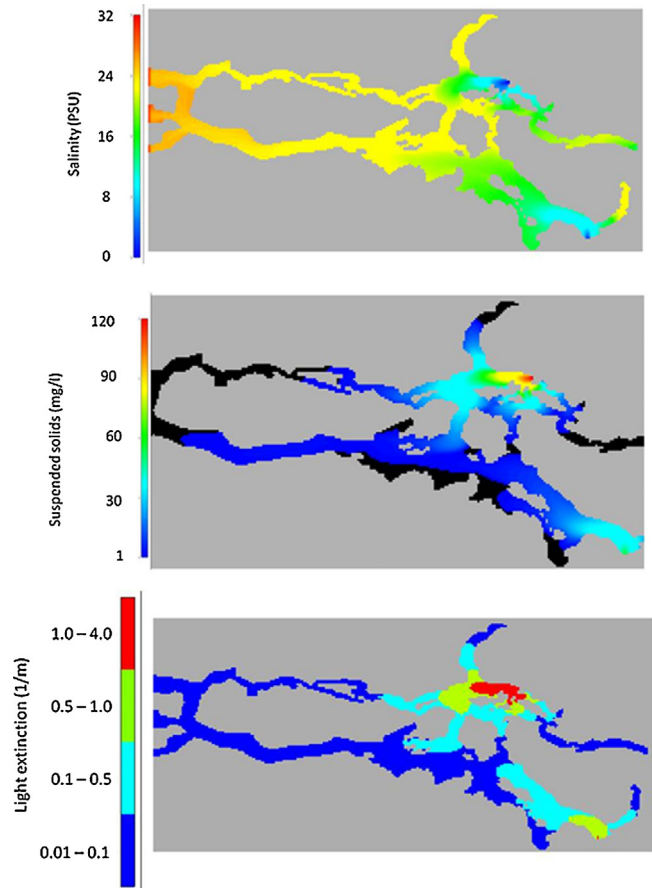 32
24
16
8
0
Salinity (PSU)
120
90
60
30
1
Suspended solids (mg/l)
1.0 – 4.0
0.5 – 1.0
0.1 – 0.5
0.01 – 0.1
Light extinction (1/m)